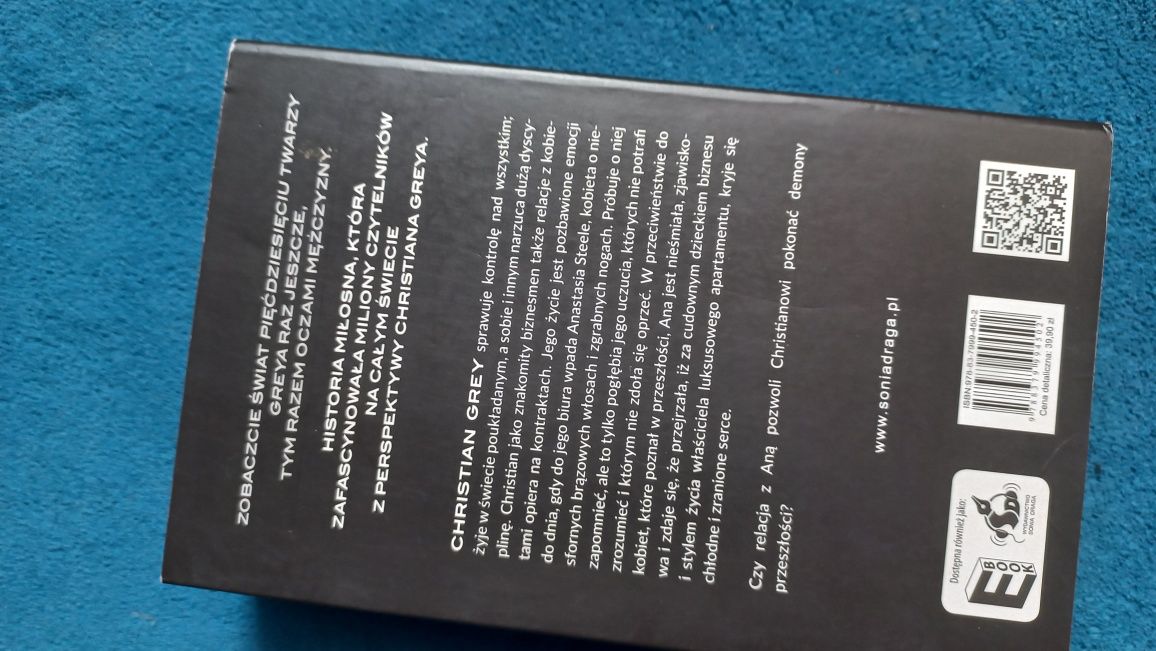 ZOBACZCIE ŚWIAT PIĘĆDZIESIĘCIU TWARZY
GREYA RAZ JESZCZE,
TYM RAZEM OCZAMI MĘŻCZYZNY.
HISTORIA MIŁOSNA, KTÓRA
ZAFASCYNOWAŁA MILIONY CZYTELNIKÓW
NA CAŁYM ŚWIECIE
Z PERSPEKTYWY CHRISTIANA GREYA.
CHRISTIAN GREY sprawuje kontrolę nad wszystkim;
żyje w świecie poukładanym, a sobie i innym narzuca dużą dyscy-
plinę. Christian jako znakomity biznesmen także relacje z kobie-
tami opiera na kontraktach. Jego życie jest pozbawione emocji
do dnia, gdy do jego biura wpada Anastasia Steele, kobieta o nie-
sfornych brązowych włosach i zgrabnych nogach. Próbuje o niej
zapomnieć, ale to tylko pogłębia jego uczucia, których nie potrafi
zrozumieć i którym nie zdoła się oprzeć. W przeciwieństwie do
kobiet, które poznał w przeszłości, Ana jest nieśmiała, zjawisko-
wa i zdaje się, że przejrzała, iż za cudownym dzieckiem biznesu
i stylem życia właściciela luksusowego apartamentu, kryje się
chłodne i zranione serce.
Czy relacja z Aną pozwoli Christianowi pokonać demony
przeszłości?
www.soniadraga.pl
Dostępna również jako:
EBOOK
SD
WYDAWNICTWO
SONIA DRAGA
ISBN 978-83-7999-450-2
9 788379 994502
Cena detaliczna: 39,90 zł